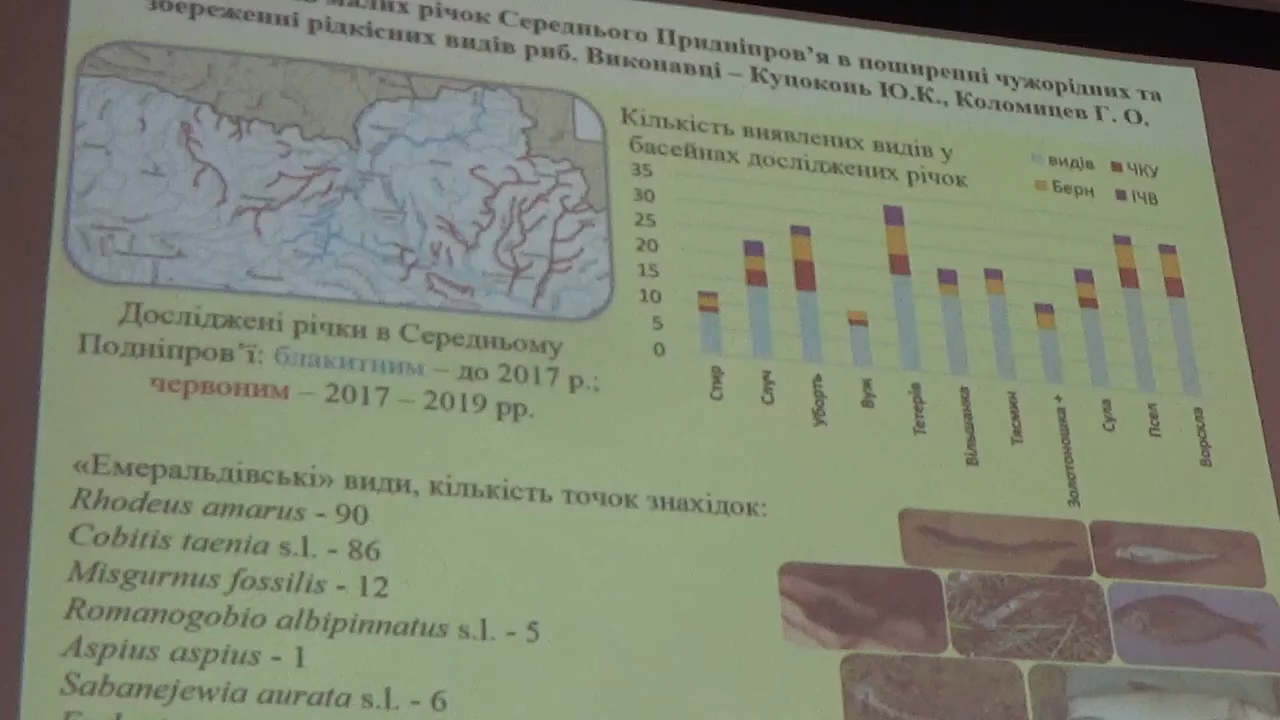 малих річок Середнього Придніпров’я в поширенні чужорідних та
збереженні рідкісних видів риб. Виконавці – Куцоконь Ю.К., Коломицев Г. О.
Кількість виявлених видів у
басейнах досліджених річок
видів ЧКУ
Берн ІЧВ
35
30
25
20
15
10
5
0
Стир
Случ
Уборть
Вуж
Тетерів
Вільшанка
Тясмин
Золотоношка +
Сула
Псел
Ворскла
Досліджені річки в Середньому
Подніпров’ї: блакитним – до 2017 р.;
червоним – 2017 – 2019 рр.
«Емеральдівські» види, кількість точок знахідок:
Rhodeus amarus - 90
Cobitis taenia s.l. - 86
Misgurnus fossilis - 12
Romanogobio albipinnatus s.l. - 5
Aspius aspius - 1
Sabanejewia aurata s.l. - 6